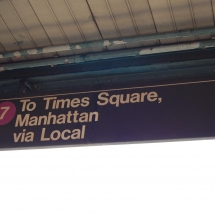 7 To Times Square,
Manhattan
via Local